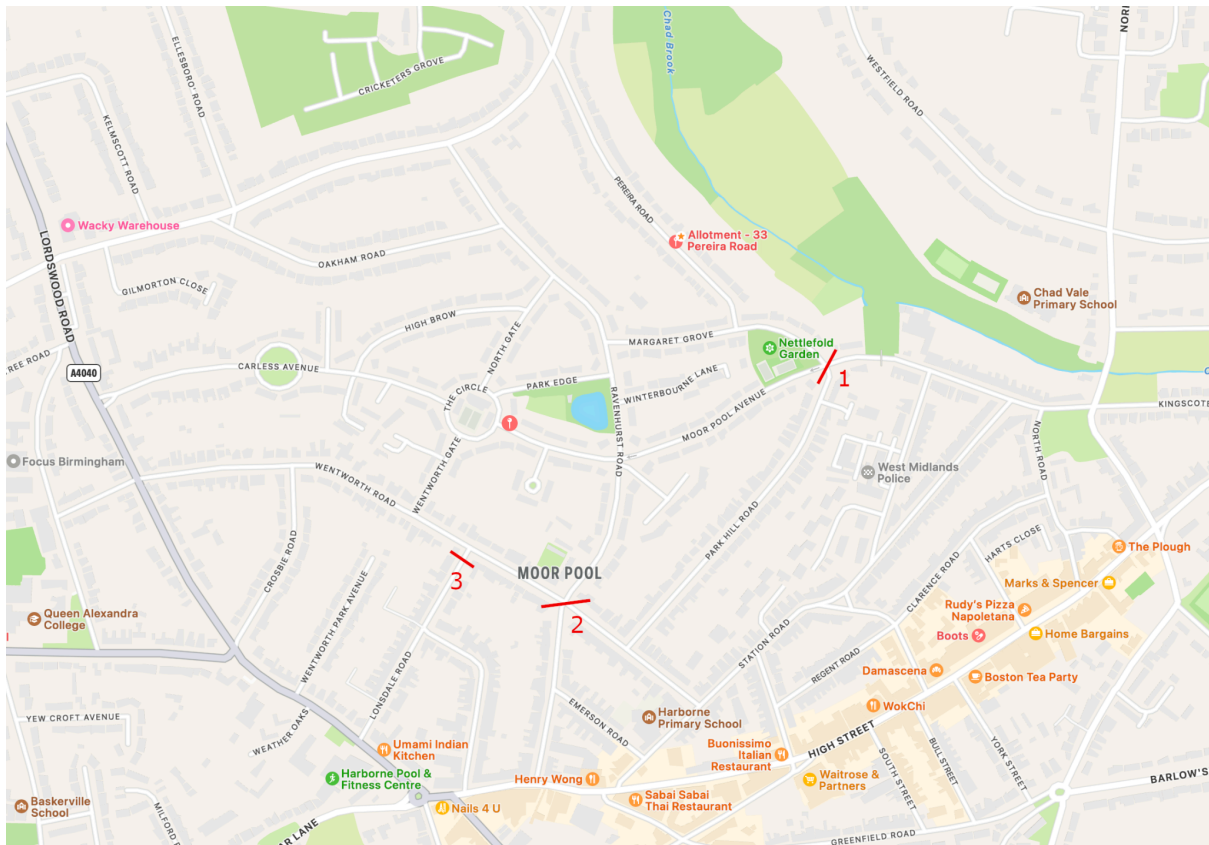 ELLESBORO' ROAD
CRICKETERS GROVE
Chad Brook
NORI
WESTFIELD ROAD
KELMSCOTT ROAD
PEREIRA ROAD
Wacky Warehouse
Allotment - 33
Pereira Road
LORDSWOOD ROAD
OAKHAM ROAD
GILMORTON CLOSE
Chad Vale
Primary School
HIGH BROW
NORTH GATE
MARGARET GROVE
Nettlefold
Garden
REE ROAD
A4040
CARLESS AVENUE
1
THE CIRCLE
PARK EDGE
WINTERBOURNE LANE
RAVENHURST ROAD
MOOR POOL AVENUE
KINGSCOTE
NORTH ROAD
Focus Birmingham
WENTWORTH ROAD
WENTWORTH GATE
West Midlands
Police
PARK HILL ROAD
CROSBIE ROAD
HARTS CLOSE
The Plough
3
MOOR POOL
CLARENCE ROAD
Marks & Spencer
WENTWORTH PARK AVENUE
2
Rudy's Pizza
Napoletana
Queen Alexandra
College
Boots
Home Bargains
STATION ROAD
REGENT ROAD
Damascena
Boston Tea Party
LONSDALE ROAD
YEW CROFT AVENUE
WEATHER OAKS
EMERSON ROAD
Harborne
Primary School
WokChi
HIGH STREET
Umami Indian
Kitchen
Buonissimo
Italian
Restaurant
BULL STREET
YORK STREET
SOUTH STREET
Harborne Pool &
Fitness Centre
Henry Wong
Waitrose &
Partners
BARLOW'S
Baskerville
School
Nails 4 U
Sabai Sabai
Thai Restaurant
MILFORD
AR LANE
GREENFIELD ROAD